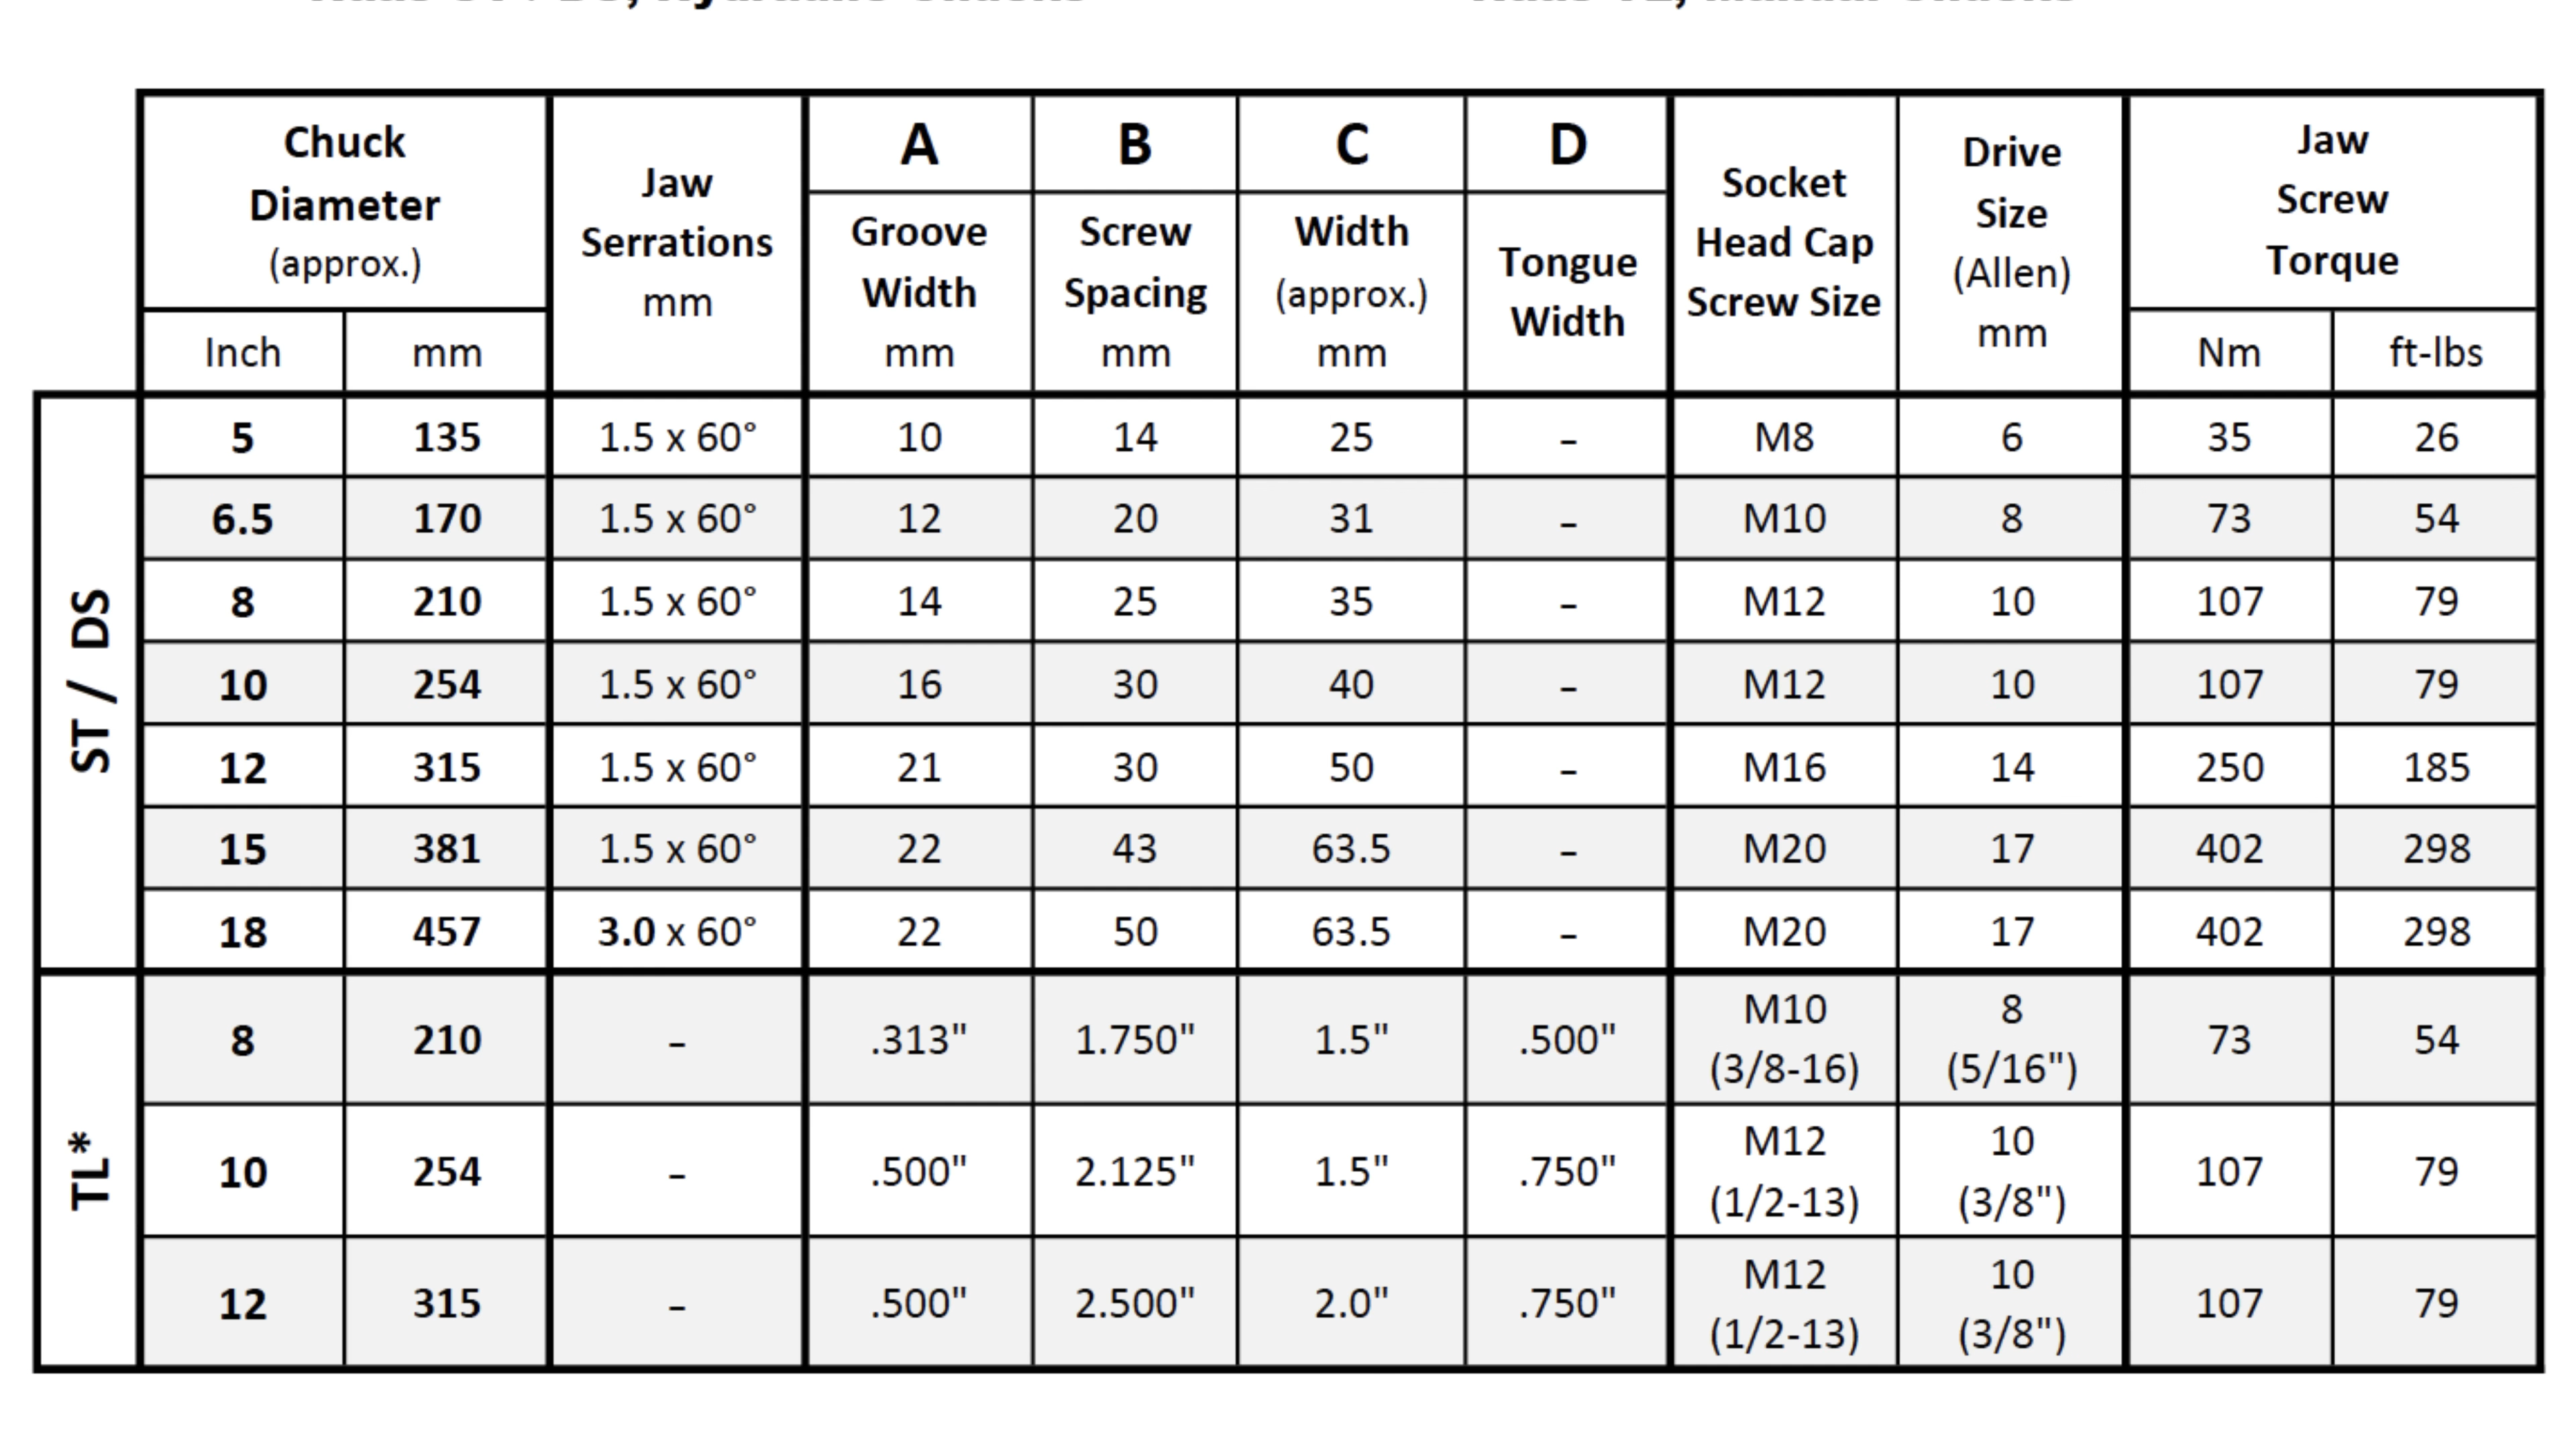 Chuck
Diameter
(approx.)
Inch mm
Jaw
Serrations
mm
A B C D
Groove
Width
mm
Screw
Spacing
mm
Width
(approx.)
mm
Tongue
Width
Socket
Head Cap
Screw Size
Drive
Size
(Allen)
mm
Jaw
Screw
Torque
Nm ft-lbs
ST / DS
5 135 1.5 x 60° 10 14 25 – M8 6 35 26
6.5 170 1.5 x 60° 12 20 31 – M10 8 73 54
8 210 1.5 x 60° 14 25 35 – M12 10 107 79
10 254 1.5 x 60° 16 30 40 – M12 10 107 79
12 315 1.5 x 60° 21 30 50 – M16 14 250 185
15 381 1.5 x 60° 22 43 63.5 – M20 17 402 298
18 457 3.0 x 60° 22 50 63.5 – M20 17 402 298
TL*
8 210 – .313" 1.750" 1.5" .500" M10 (3/8-16) 8 (5/16") 73 54
10 254 – .500" 2.125" 1.5" .750" M12 (1/2-13) 10 (3/8") 107 79
12 315 – .500" 2.500" 2.0" .750" M12 (1/2-13) 10 (3/8") 107 79